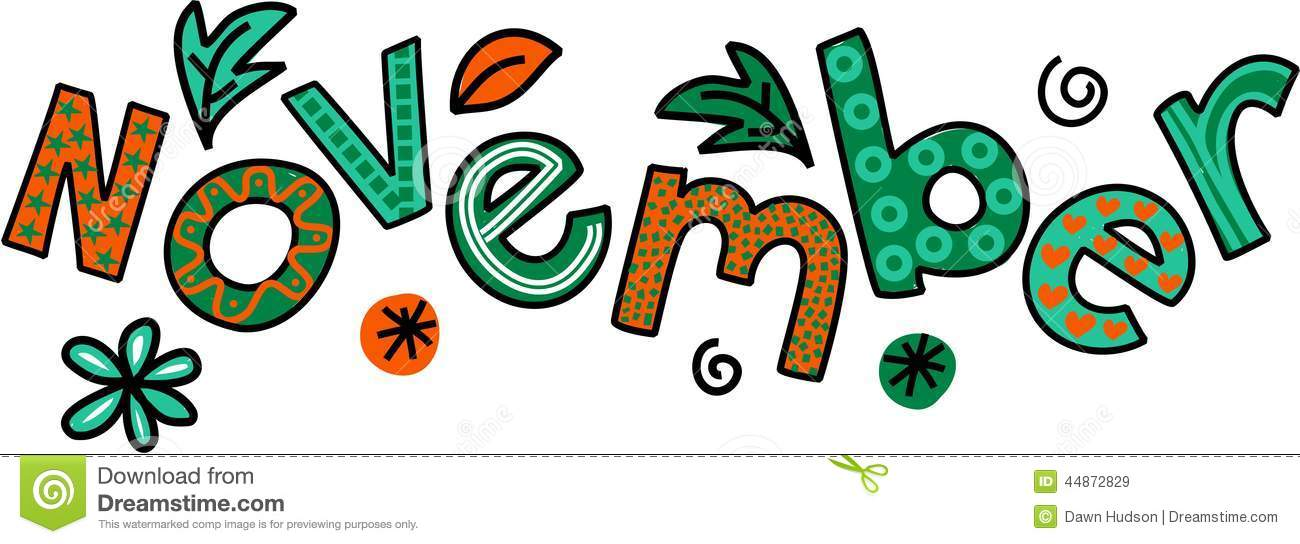 November
dreamstime
Download from
Dreamstime.com
This watermarked comp image is for previewing purposes only.
ID 44872829
© Dawn Hudson | Dreamstime.com